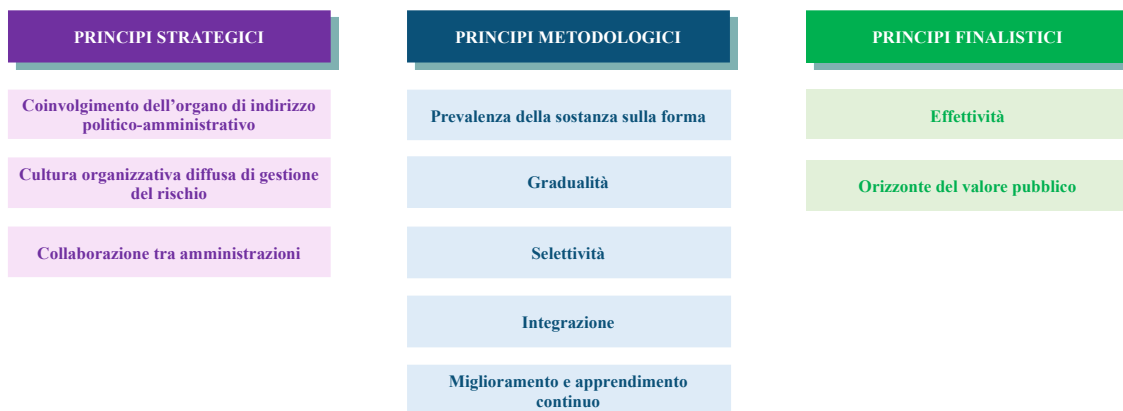 PRINCIPI STRATEGICI
Coinvolgimento dell'organo di indirizzo
politico-amministrativo
Cultura organizzativa diffusa di gestione
del rischio
Collaborazione tra amministrazioni
PRINCIPI METODOLOGICI
Prevalenza della sostanza sulla forma
Gradualità
Selettività
Integrazione
Miglioramento e apprendimento
continuo
PRINCIPI FINALISTICI
Effettività
Orizzonte del valore pubblico